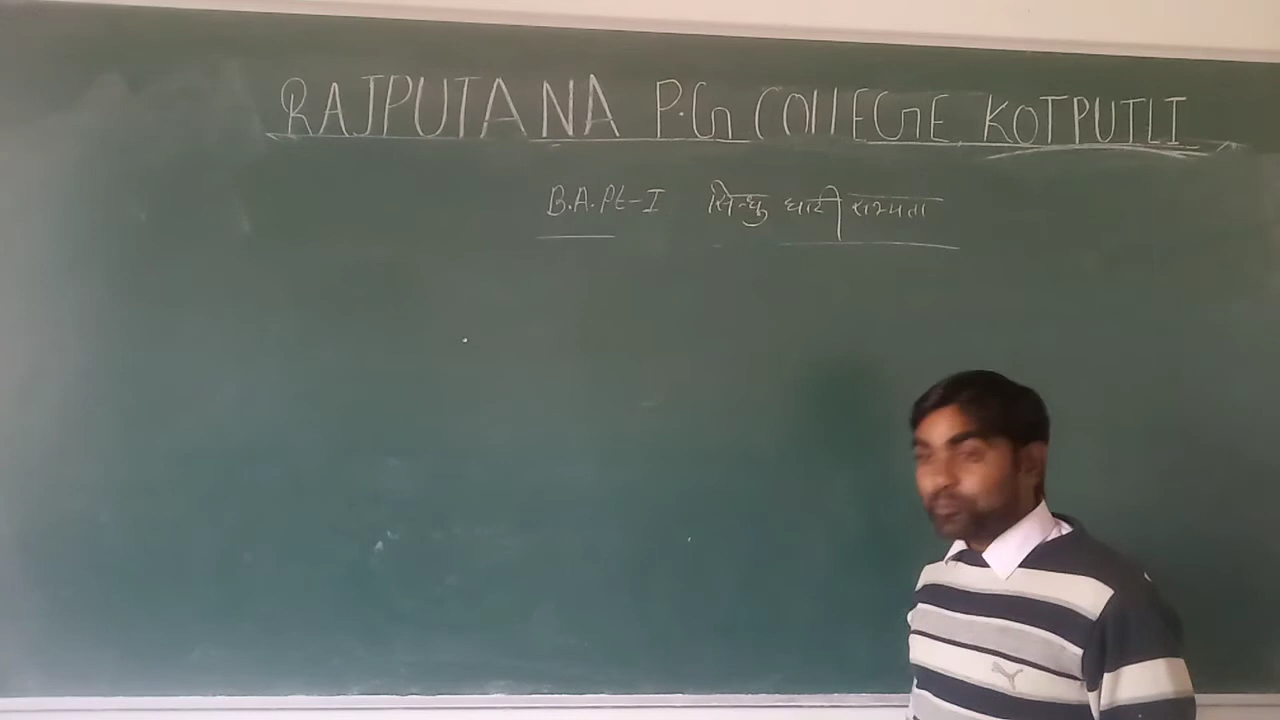 RAJPUTANA P.G COLLEGE, KOTPUTLI
B.A. Pt-I सिन्धु घाटी सभ्यता